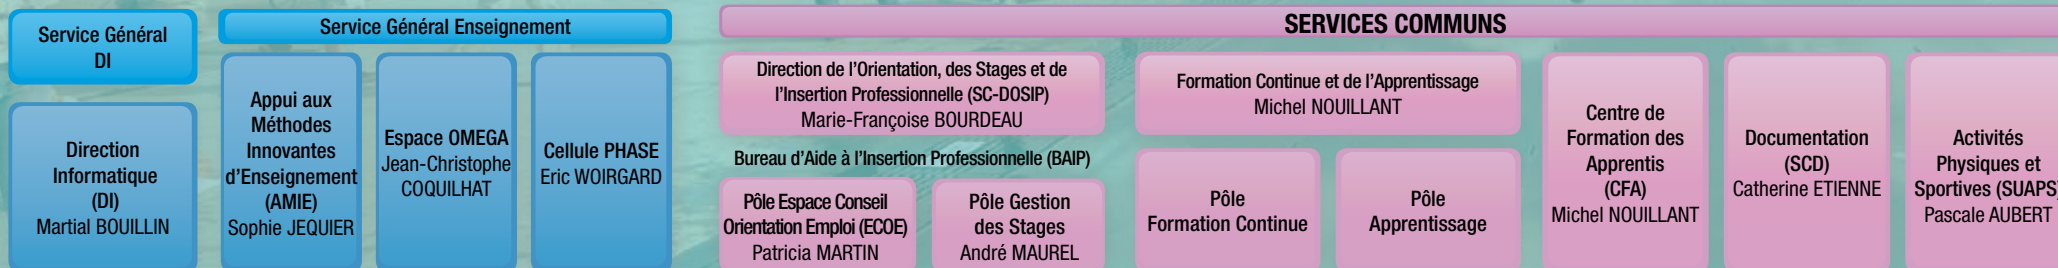 Service Général
DI
Direction
Informatique
(DI)
Martial BOUILLIN
Service Général Enseignement
Appui aux
Méthodes
Innovantes
d'Enseignement
(AMIE)
Sophie JEQUIER
Espace OMEGA
Jean-Christophe
COQUILHAT
Cellule PHASE
Eric WOIRGARD
SERVICES COMMUNS
Direction de l'Orientation, des Stages et de
l'Insertion Professionnelle (SC-DOSIP)
Marie-Françoise BOURDEAU
Bureau d'Aide à l'Insertion Professionnelle (BAIP)
Pôle Espace Conseil
Orientation Emploi (ECOE)
Patricia MARTIN
Pôle Gestion
des Stages
André MAUREL
Formation Continue et de l'Apprentissage
Michel NOUILLANT
Pôle
Formation Continue
Pôle
Apprentissage
Centre de
Formation des
Apprentis
(CFA)
Michel NOUILLANT
Documentation
(SCD)
Catherine ETIENNE
Activités
Physiques et
Sportives (SUAPS)
Pascale AUBERT